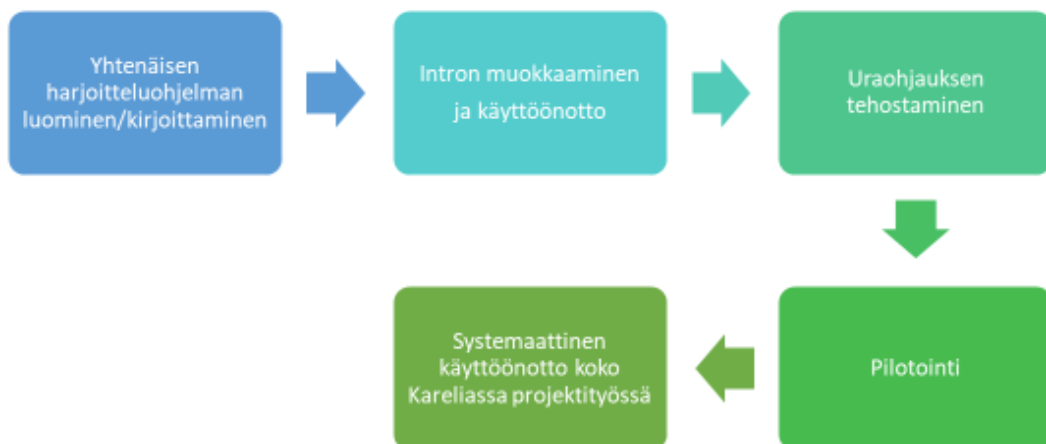 Yhtenäisen
harjoitteluohjelman
luominen/kirjoittaminen
Intron muokkaaminen
ja käyttöönotto
Uraohjauksen
tehostaminen
Pilotointi
Systemaattinen
käyttöönotto koko
Kareliassa projektityössä